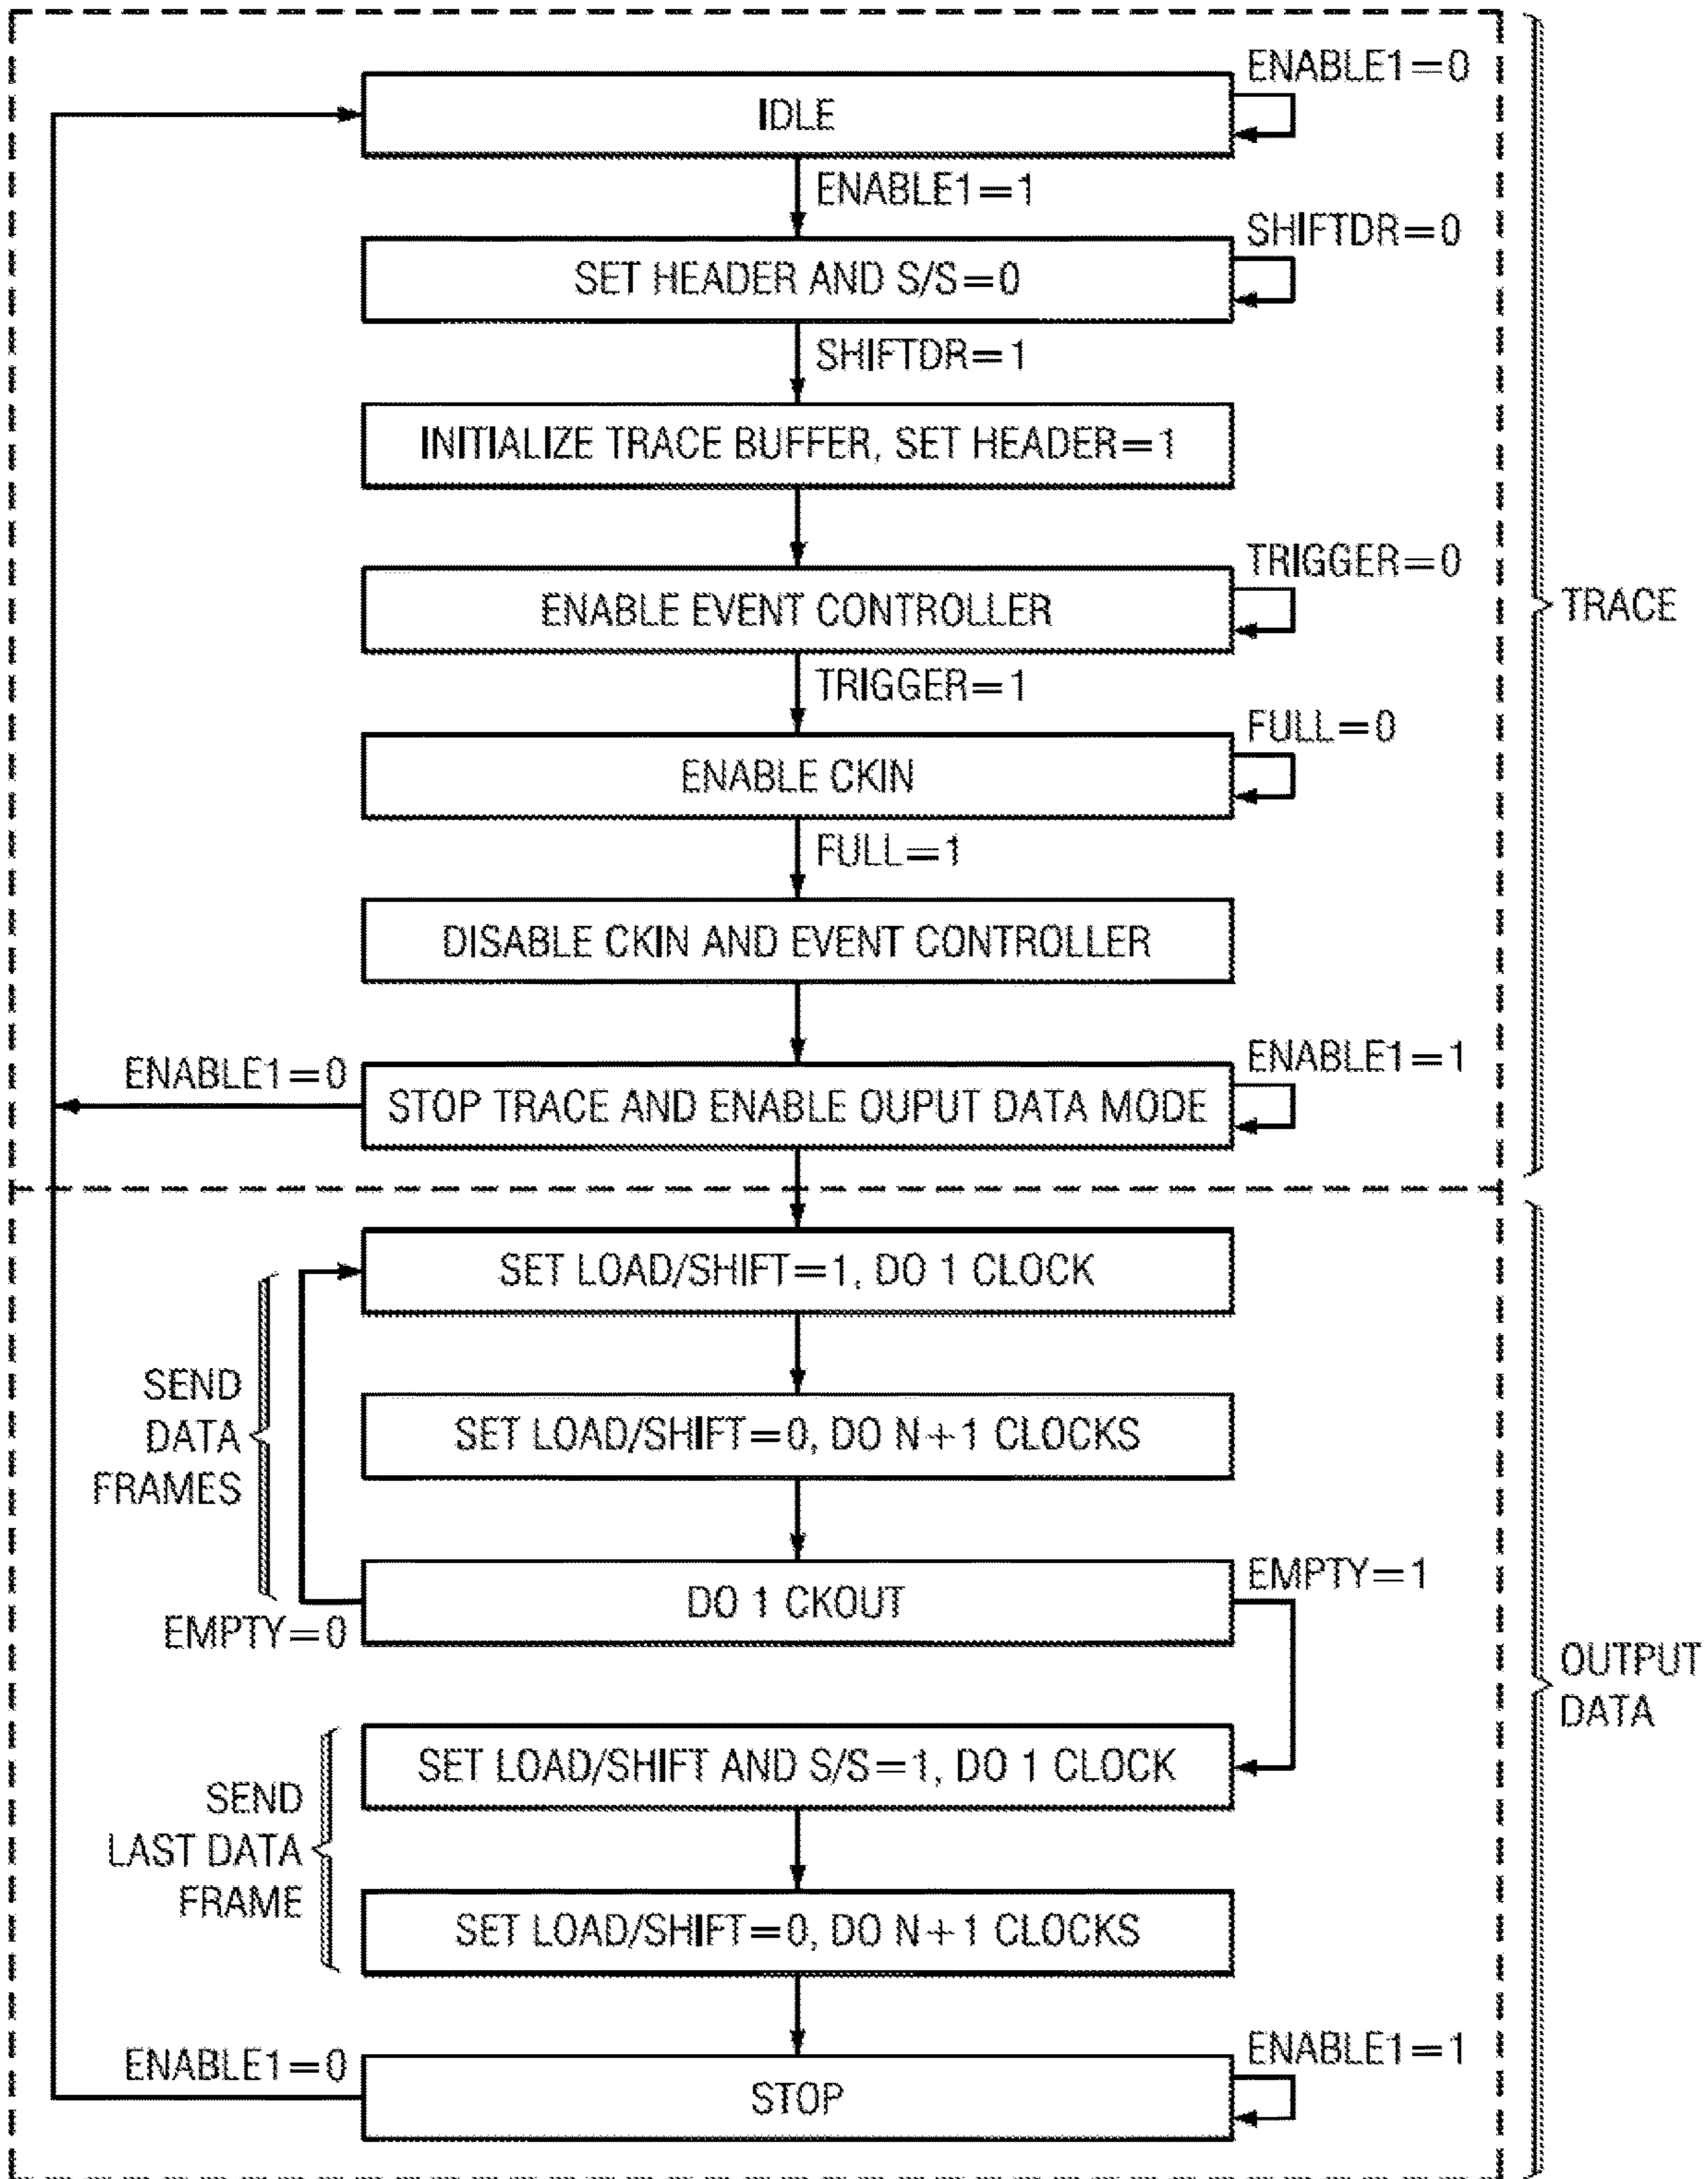 ENABLE1=0
IDLE
ENABLE1=1
SHIFTDR=0
SET HEADER AND S/S=0
SHIFTDR=1
INITIALIZE TRACE BUFFER, SET HEADER=1
TRIGGER=0
ENABLE EVENT CONTROLLER
TRACE
TRIGGER=1
FULL=0
ENABLE CKIN
FULL=1
DISABLE CKIN AND EVENT CONTROLLER
ENABLE1=0
ENABLE1=1
STOP TRACE AND ENABLE OUPUT DATA MODE
SET LOAD/SHIFT=1, DO 1 CLOCK
SEND
DATA
FRAMES
SET LOAD/SHIFT=0, DO N+1 CLOCKS
EMPTY=1
DO 1 CKOUT
EMPTY=0
OUTPUT
DATA
SET LOAD/SHIFT AND S/S=1, DO 1 CLOCK
SEND
LAST DATA
FRAME
SET LOAD/SHIFT=0, DO N+1 CLOCKS
ENABLE1=0
ENABLE1=1
STOP